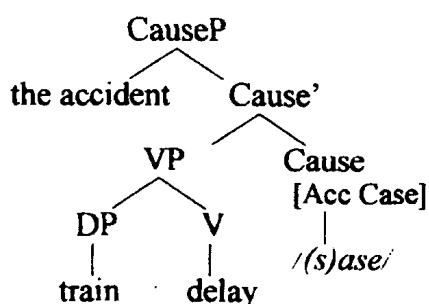 CauseP
the accident Cause’
VP Cause
[Acc Case]
DP V
/(s)ase/
train delay